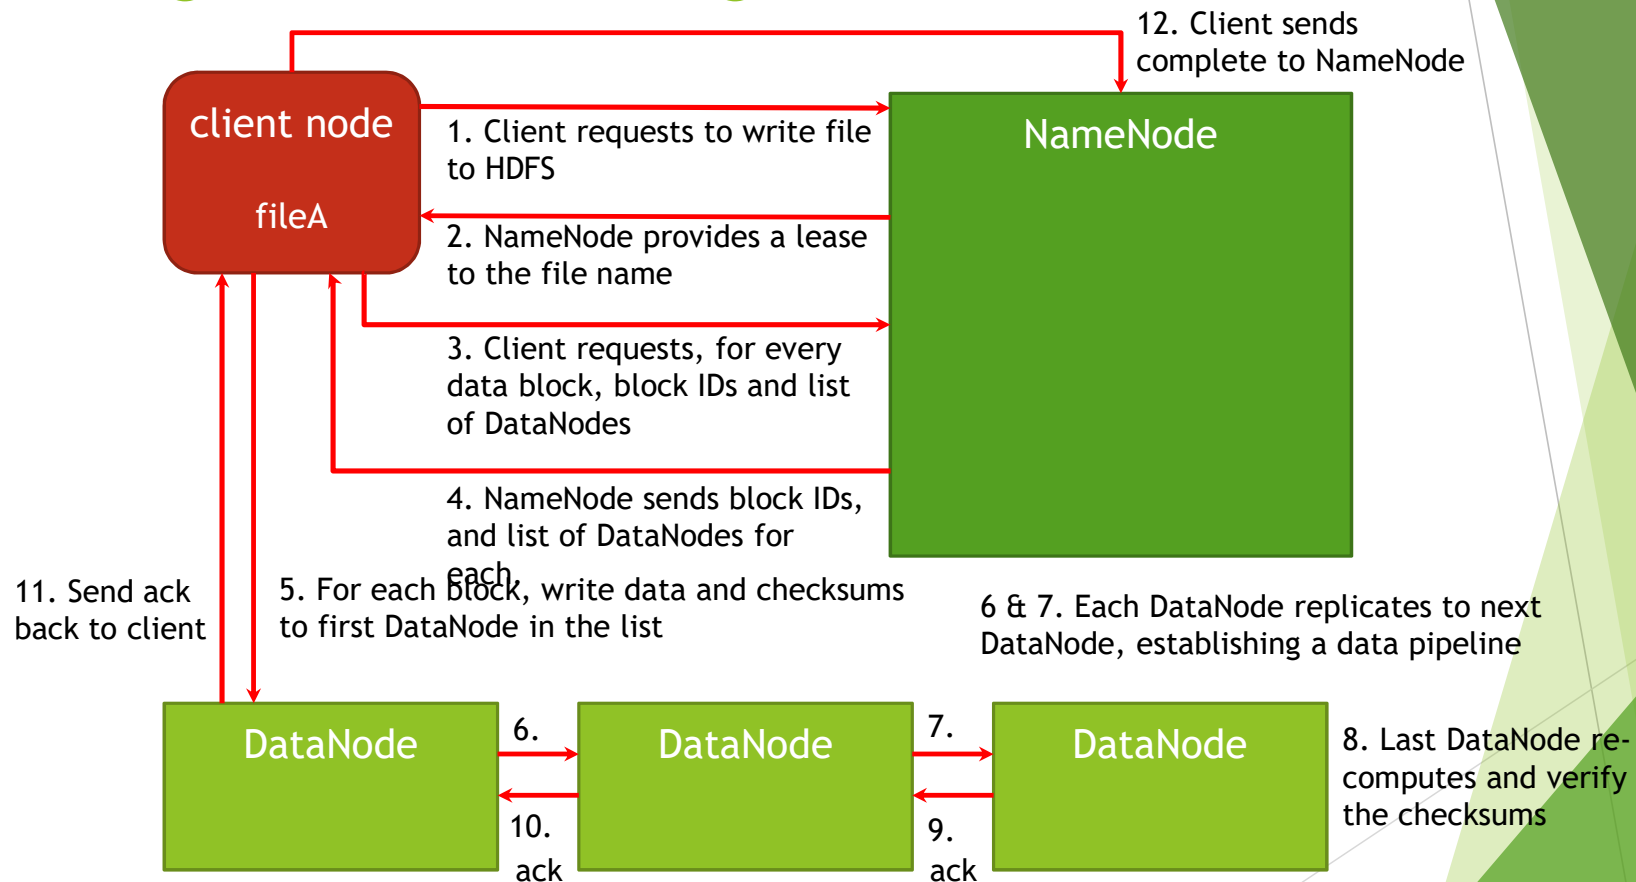 12. Client sends
complete to NameNode
client node
fileA
NameNode
1. Client requests to write file
to HDFS
2. NameNode provides a lease
to the file name
3. Client requests, for every
data block, block IDs and list
of DataNodes
4. NameNode sends block IDs,
and list of DataNodes for
each.
11. Send ack
back to client
5. For each block, write data and checksums
to first DataNode in the list
6 & 7. Each DataNode replicates to next
DataNode, establishing a data pipeline
DataNode
6.
DataNode
7.
DataNode
8. Last DataNode re-
computes and verify
the checksums
10.
ack
9.
ack